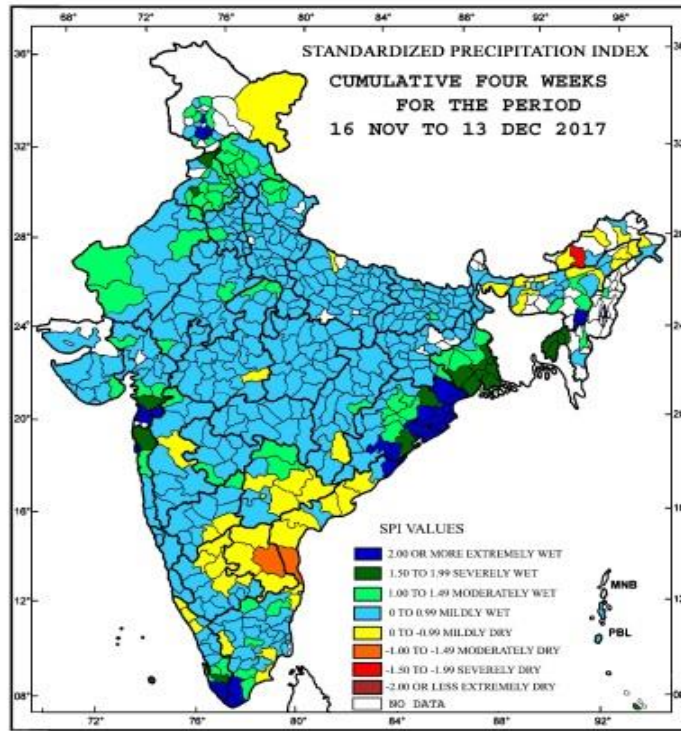 68° 72° 76° 80° 84° 88° 92° 96°
STANDARDIZED PRECIPITATION INDEX
CUMULATIVE FOUR WEEKS
FOR THE PERIOD
16 NOV TO 13 DEC 2017
36°
32°
28°
24°
20°
16°
12°
08°
SPI VALUES
2.00 OR MORE EXTREMELY WET
1.50 TO 1.99 SEVERELY WET
1.00 TO 1.49 MODERATELY WET
0 TO 0.99 MILDLY WET
0 TO -0.99 MILDLY DRY
-1.00 TO -1.49 MODERATELY DRY
-1.50 TO -1.99 SEVERELY DRY
-2.00 OR LESS EXTREMELY DRY
NO DATA
MNB
PBL
72° 76° 80° 84° 88° 92°